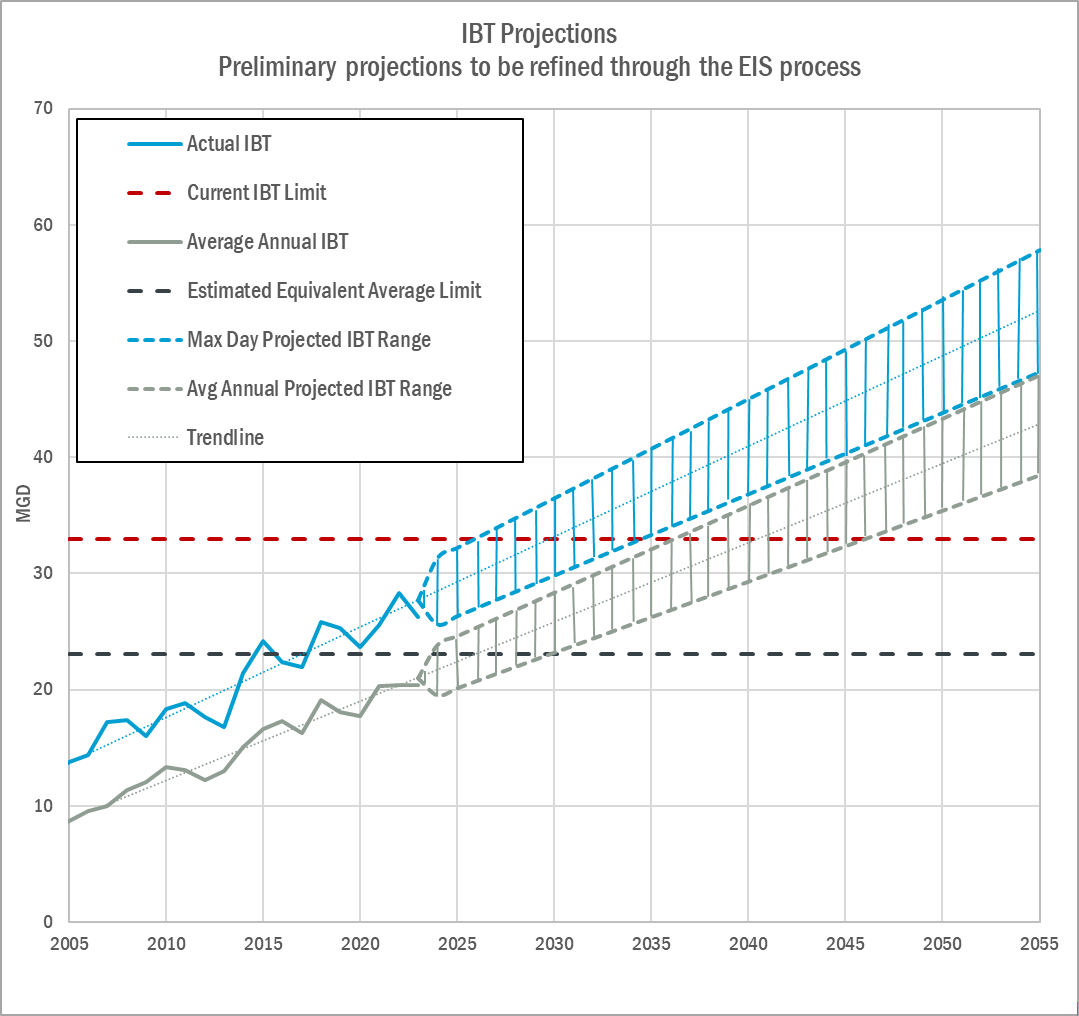 IBT Projections
Preliminary projections to be refined through the EIS process
70
60
50
40
30
20
10
0
MGD
Actual IBT
Current IBT Limit
Average Annual IBT
Estimated Equivalent Average Limit
Max Day Projected IBT Range
Avg Annual Projected IBT Range
Trendline
2005 2010 2015 2020 2025 2030 2035 2040 2045 2050 2055